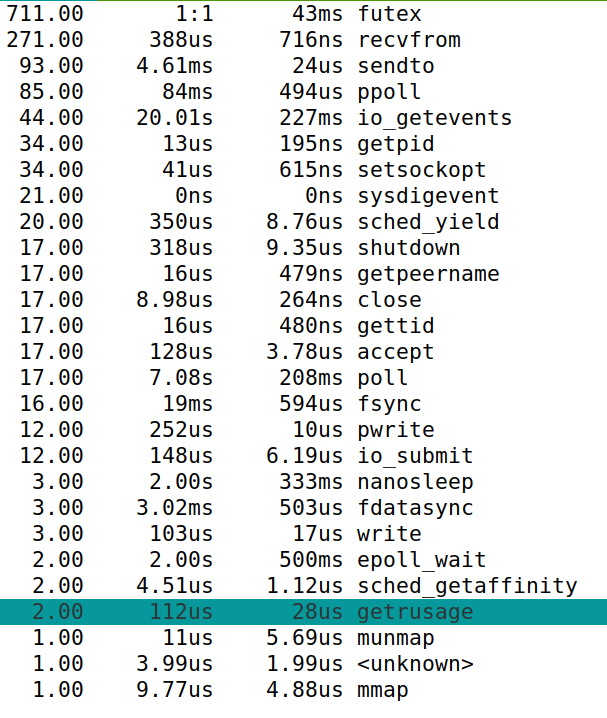 711.00 1:1 43ms futex
271.00 388us 716ns recvfrom
93.00 4.61ms 24us sendto
85.00 84ms 494us ppoll
44.00 20.01s 227ms io_getevents
34.00 13us 195ns getpid
34.00 41us 615ns setsockopt
21.00 0ns 0ns sysdigevent
20.00 350us 8.76us sched_yield
17.00 318us 9.35us shutdown
17.00 16us 479ns getpeername
17.00 8.98us 264ns close
17.00 16us 480ns gettid
17.00 128us 3.78us accept
17.00 7.08s 208ms poll
16.00 19ms 594us fsync
12.00 252us 10us pwrite
12.00 148us 6.19us io_submit
3.00 2.00s 333ms nanosleep
3.00 3.02ms 503us fdatasync
3.00 103us 17us write
2.00 2.00s 500ms epoll_wait
2.00 4.51us 1.12us sched_getaffinity
2.00 112us 28us getrusage
1.00 11us 5.69us munmap
1.00 3.99us 1.99us <unknown>
1.00 9.77us 4.88us mmap